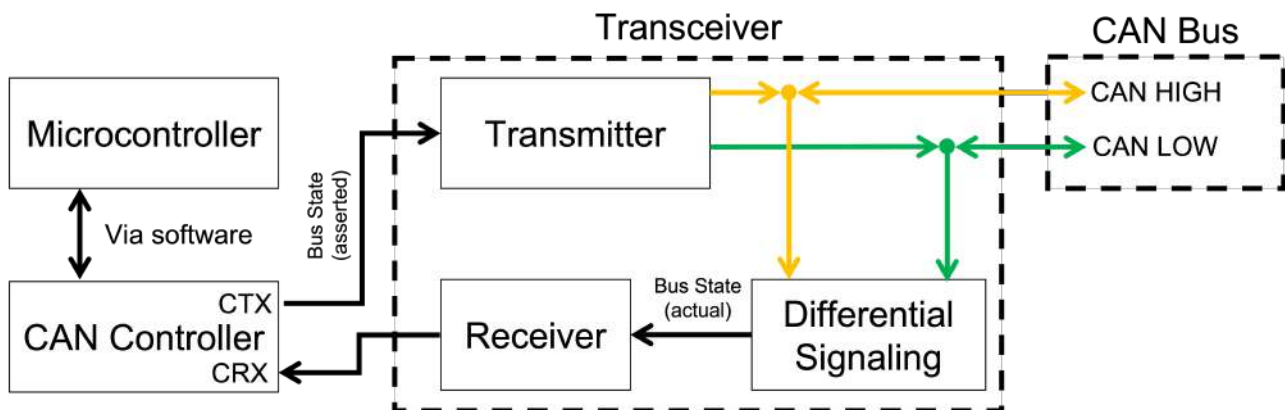 Transceiver
CAN Bus
Microcontroller
Transmitter
CAN HIGH
CAN LOW
Via software
Bus State
(asserted)
CTX
CAN Controller
CRX
Receiver
Bus State
(actual)
Differential
Signaling